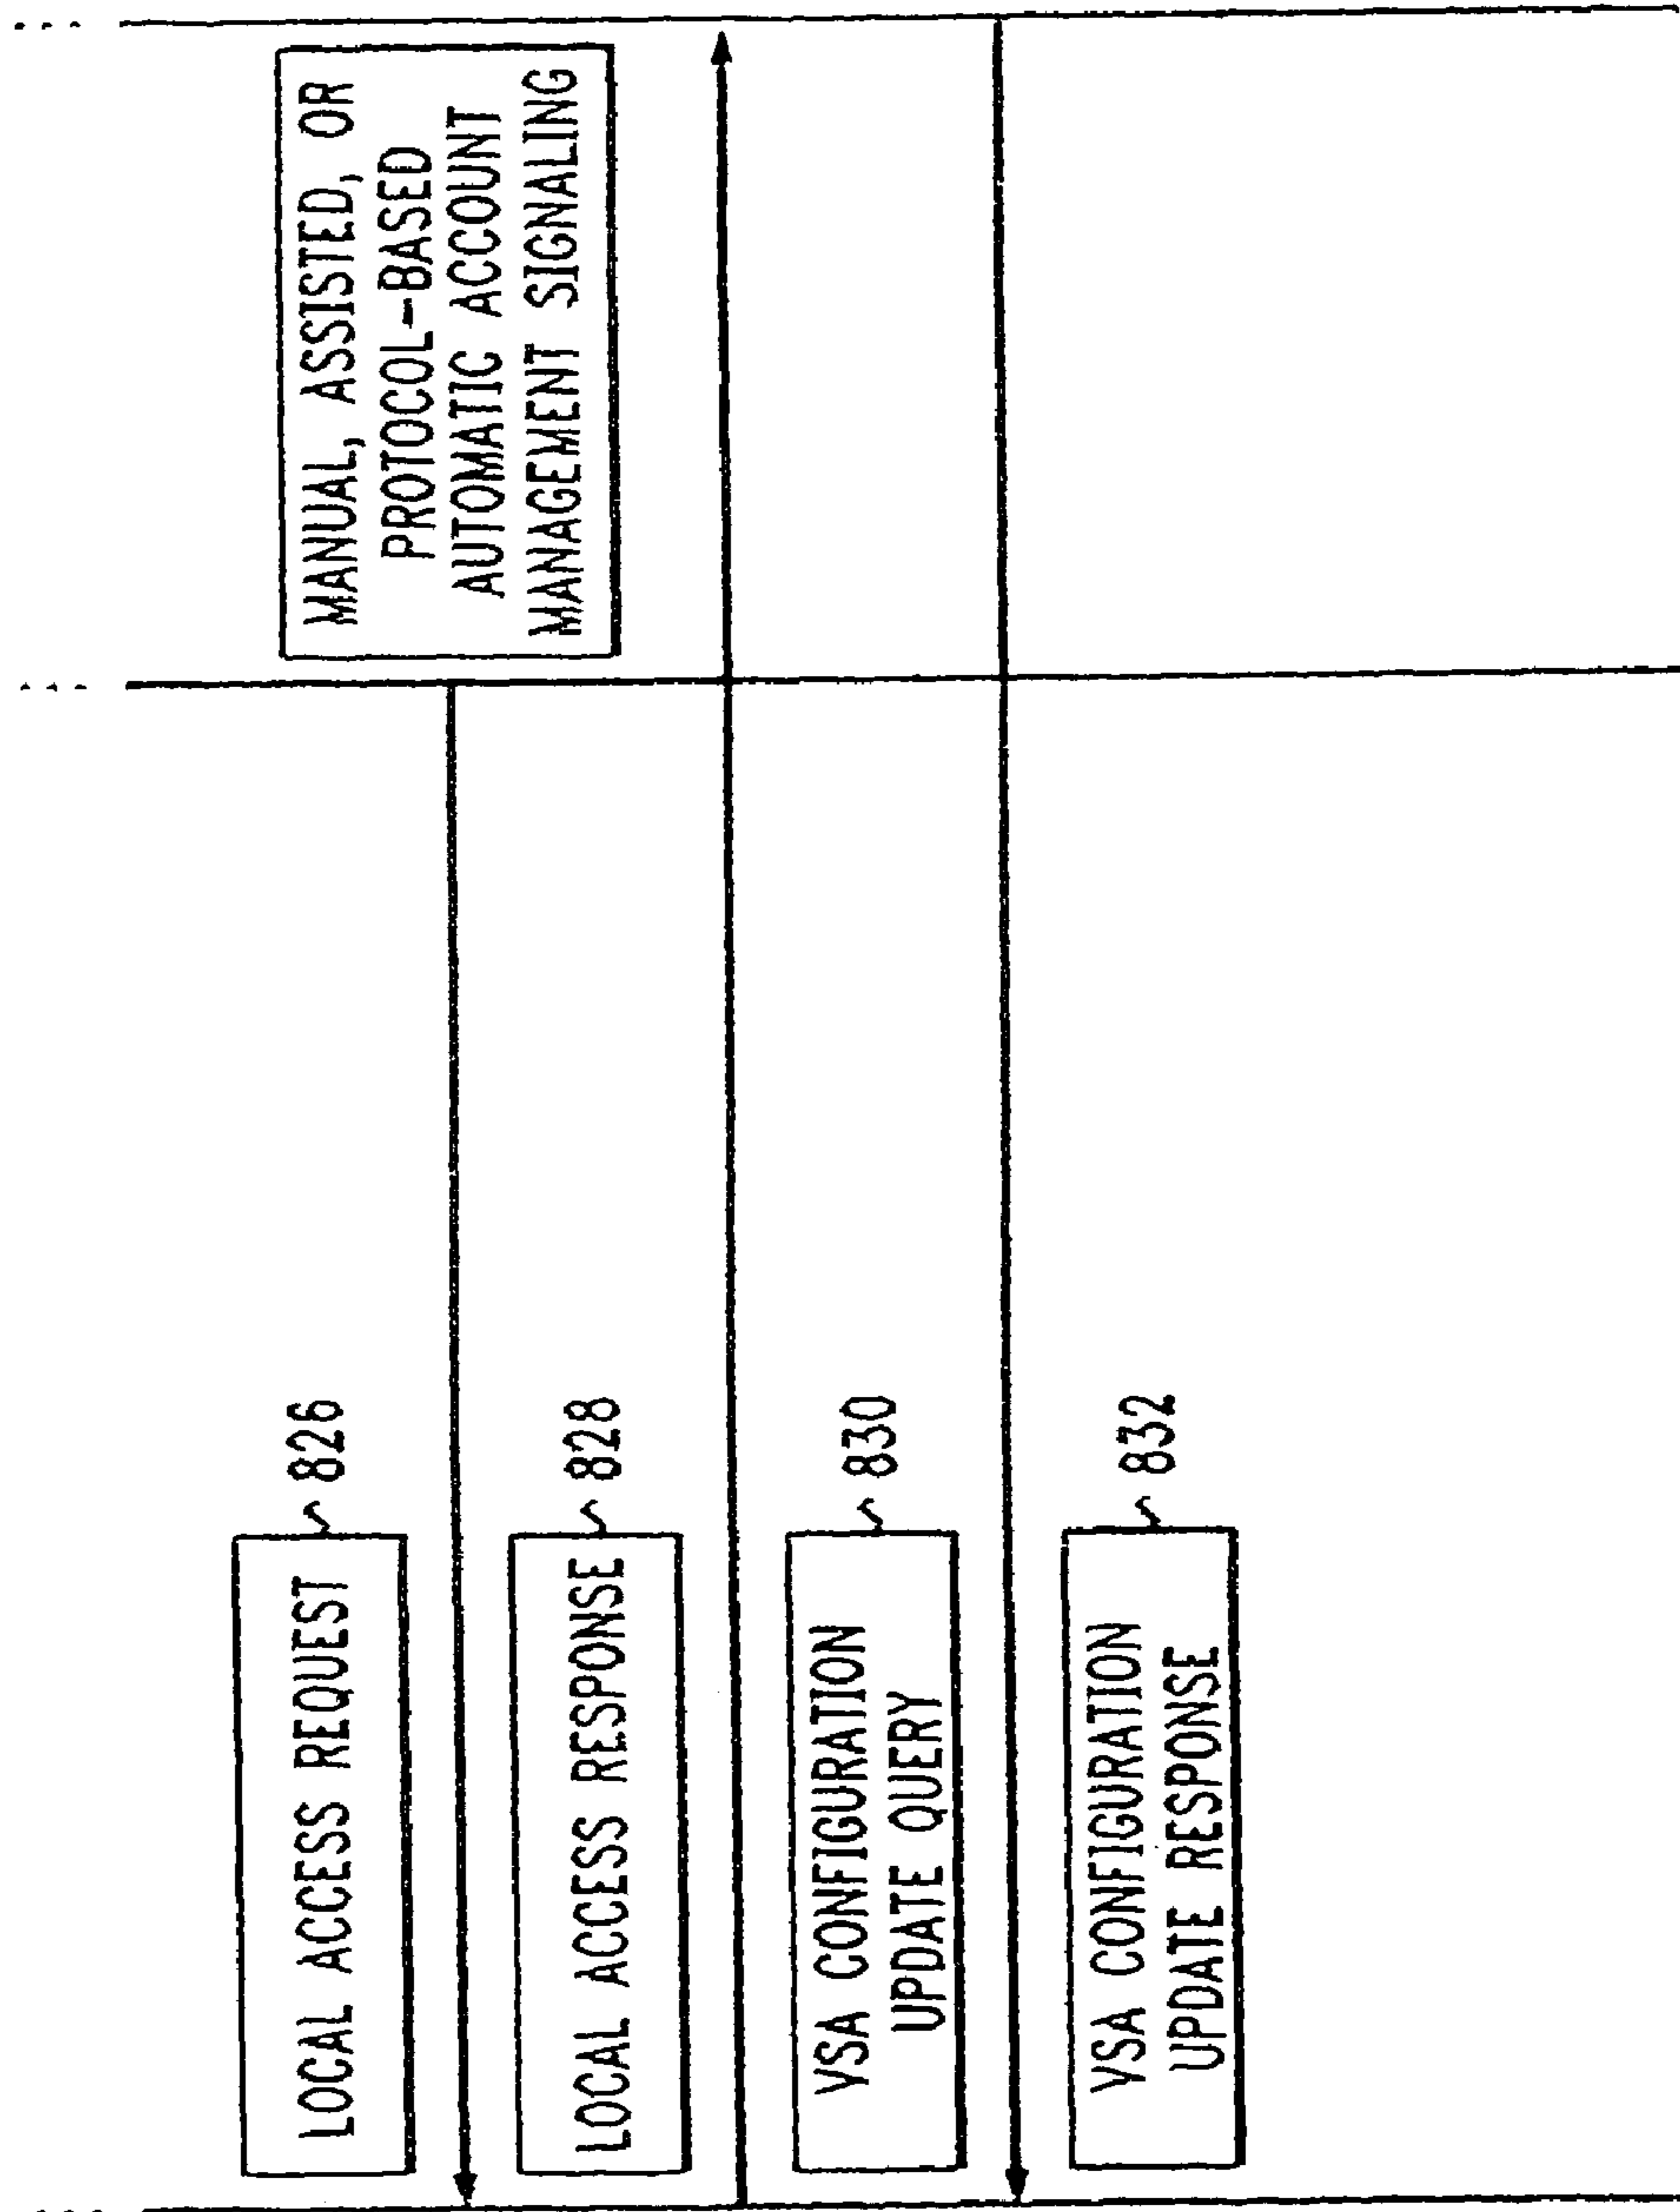 MANUAL, ASSISTED, OR
PROTOCOL-BASED
AUTOMATIC ACCOUNT
MANAGEMENT SIGNALING
LOCAL ACCESS REQUEST
826
LOCAL ACCESS RESPONSE
828
VSA CONFIGURATION
UPDATE QUERY
830
VSA CONFIGURATION
UPDATE RESPONSE
832